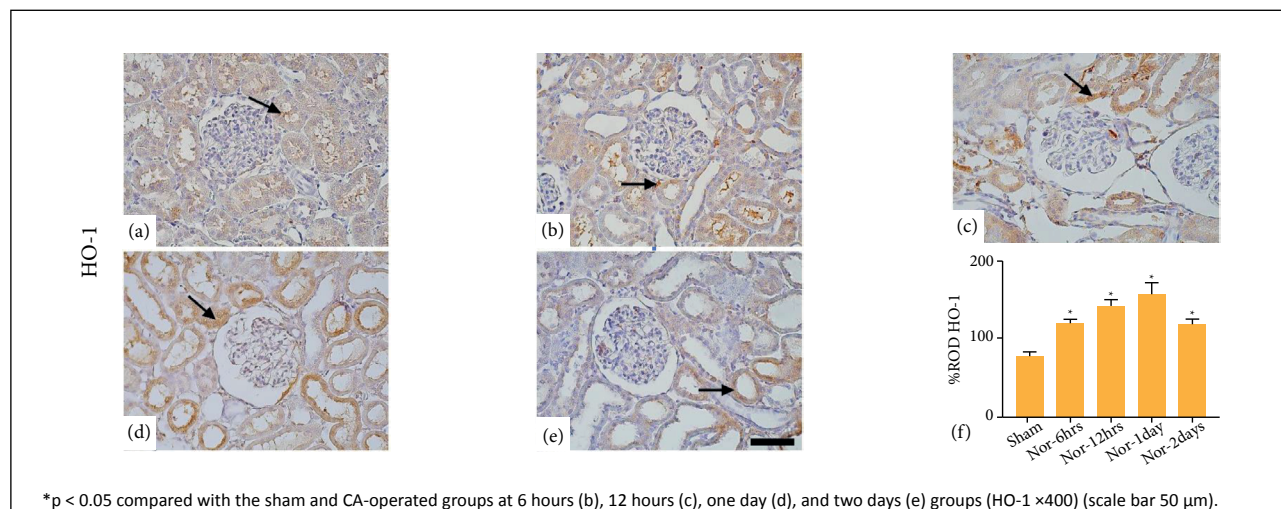 HO-1
(a)
(b)
(c)
(d)
(e)
(f)
%ROD HO-1
200
100
0
*
*
*
*
Sham
Nor-6hrs
Nor-12hrs
Nor-1day
Nor-2days
*p < 0.05 compared with the sham and CA-operated groups at 6 hours (b), 12 hours (c), one day (d), and two days (e) groups (HO-1 ×400) (scale bar 50 μm).